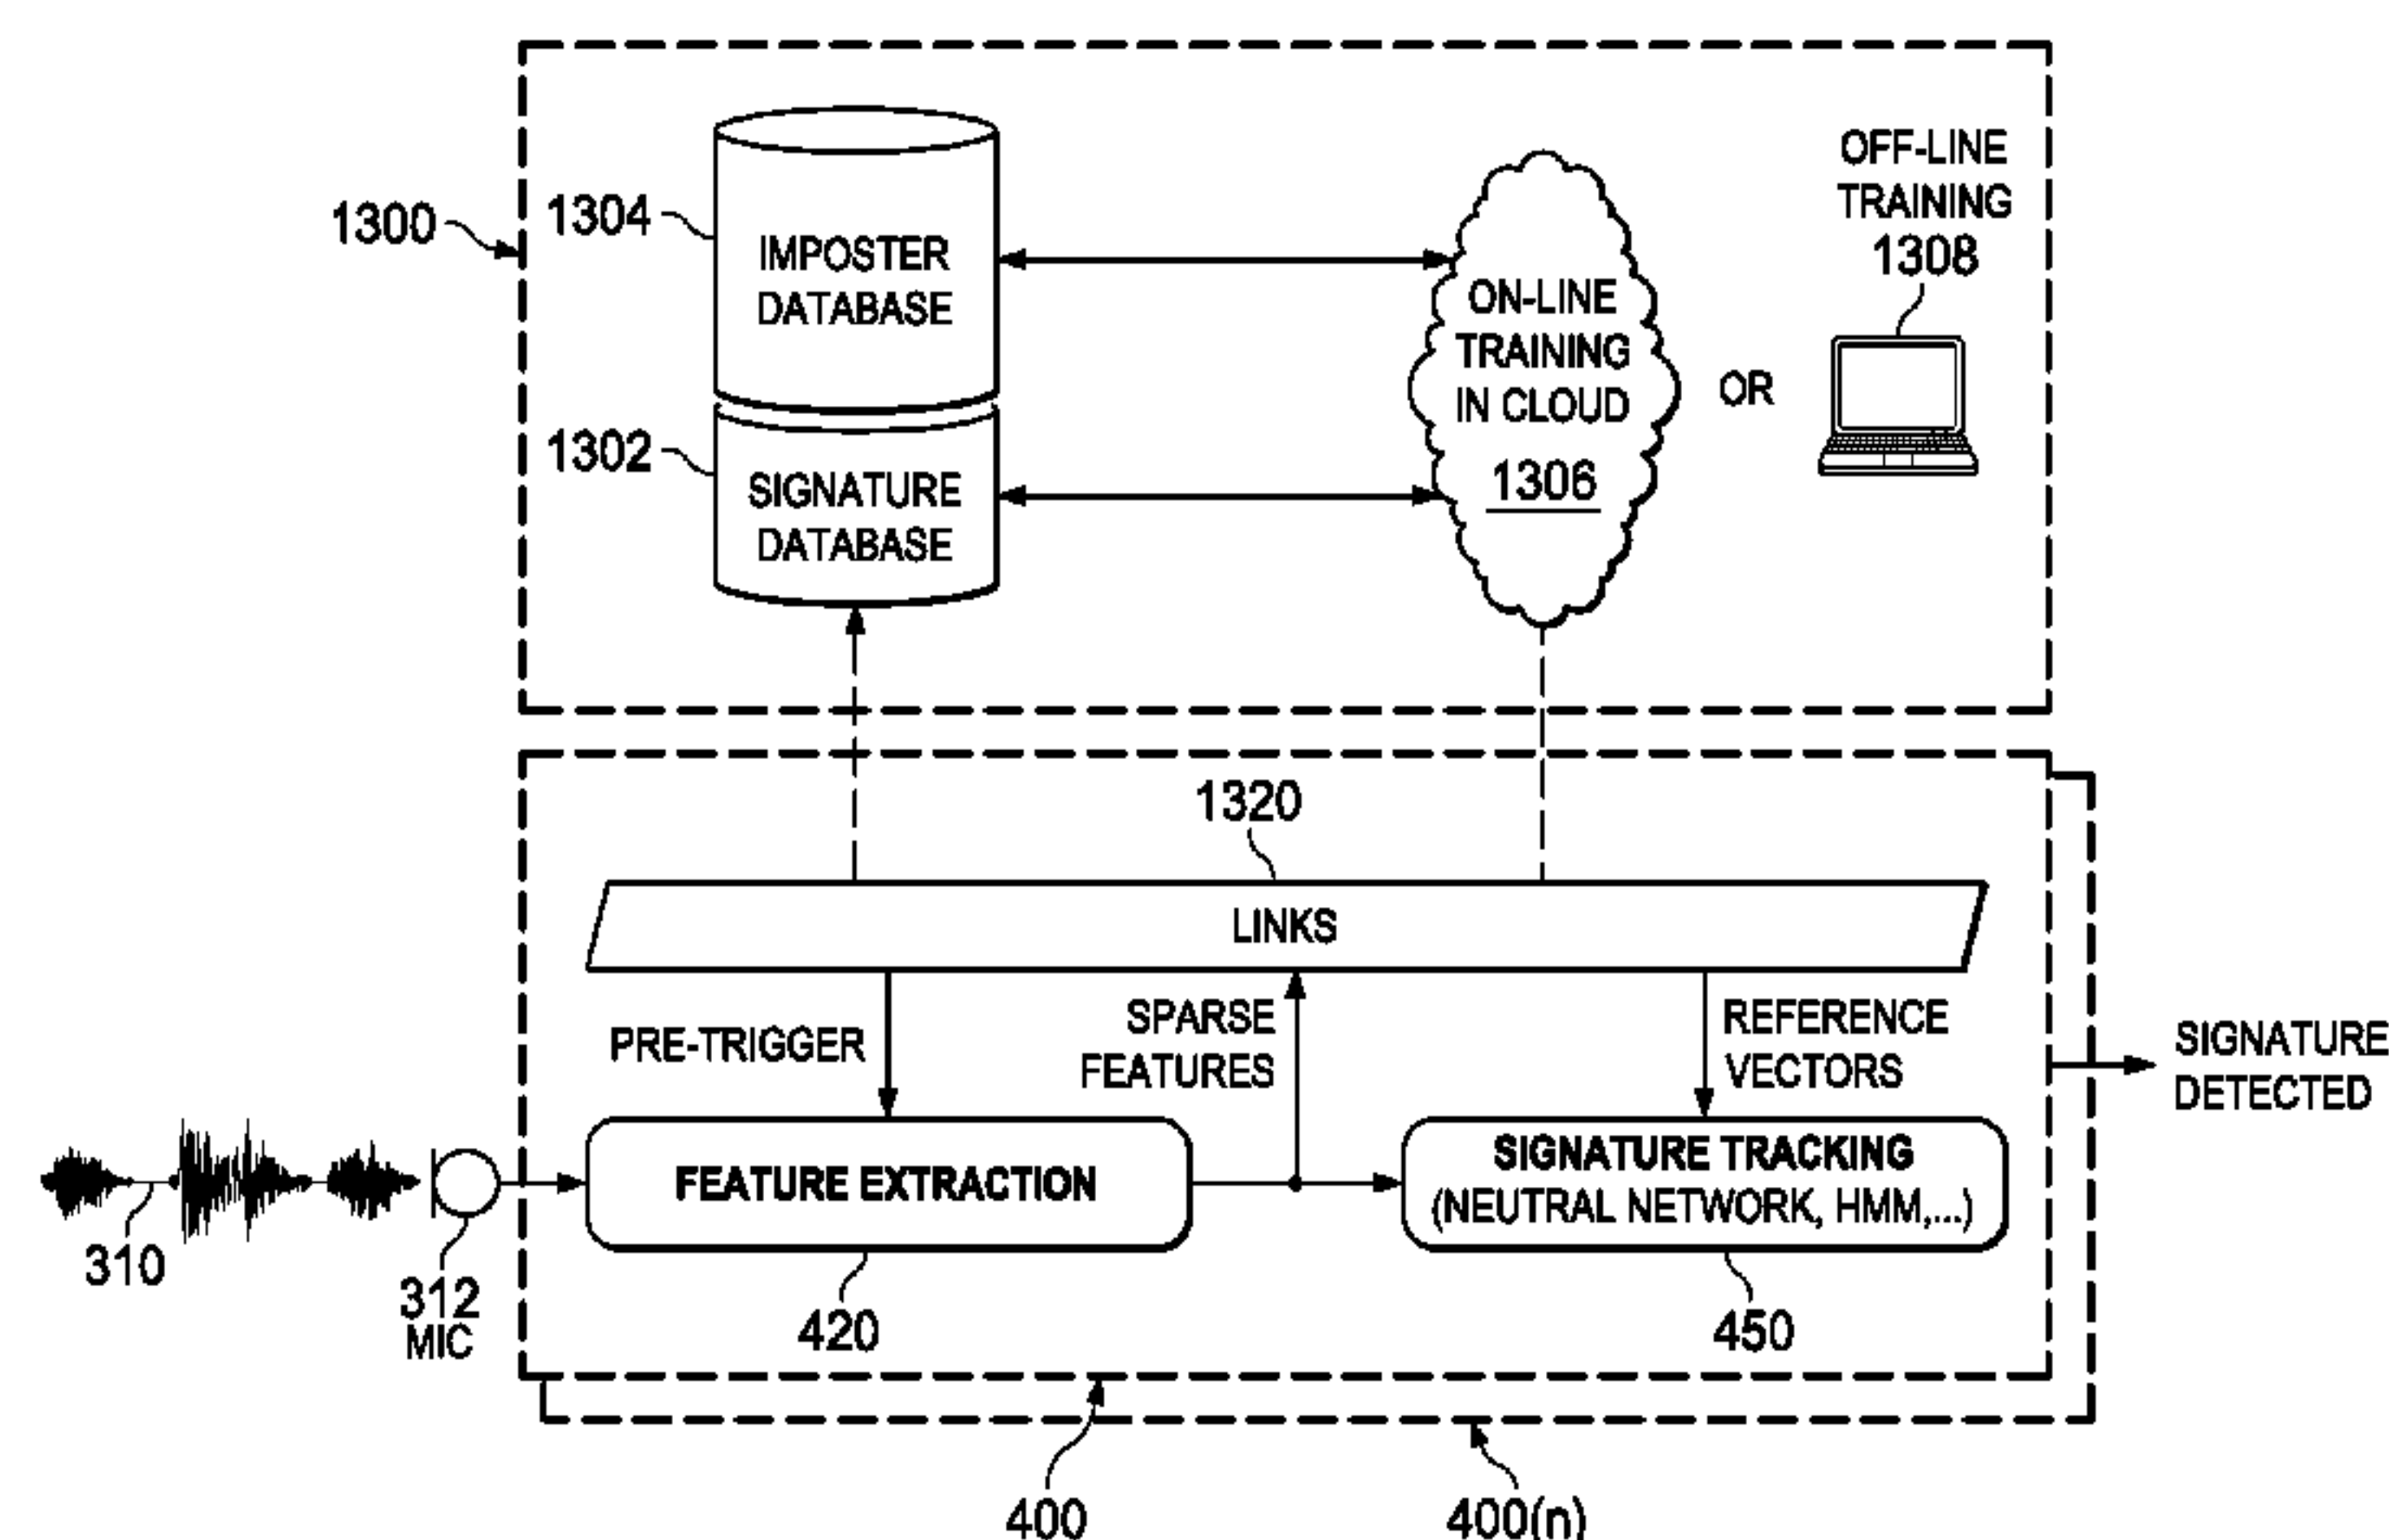 1300
1304
IMPOSTER
DATABASE
1302
SIGNATURE
DATABASE
ON-LINE
TRAINING
IN CLOUD
1306
OR
OFF-LINE
TRAINING
1308
1320
LINKS
PRE-TRIGGER
SPARSE
FEATURES
REFERENCE
VECTORS
SIGNATURE
DETECTED
310
312
MIC
FEATURE EXTRACTION
420
SIGNATURE TRACKING
(NEUTRAL NETWORK, HMM,...)
450
400
400(n)